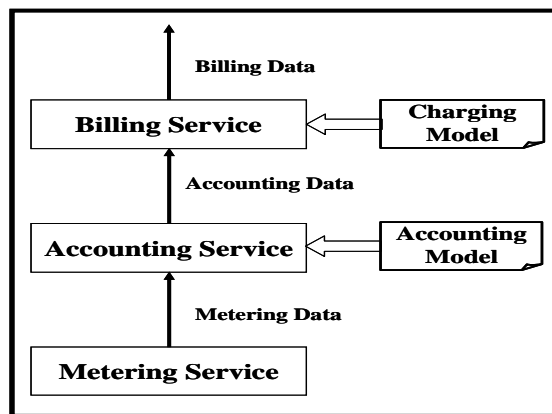 Billing Data
Billing Service
Charging
Model
Accounting Data
Accounting Service
Accounting
Model
Metering Data
Metering Service